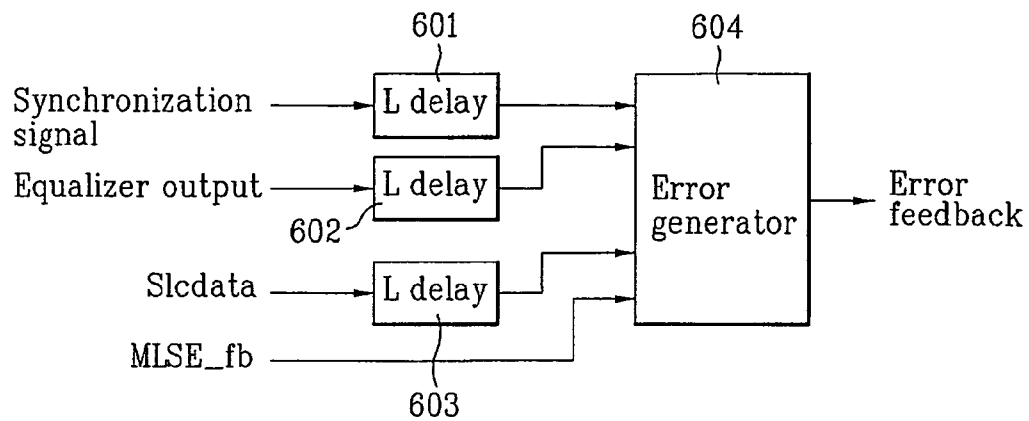 601
604
Synchronization
signal
L delay
Equalizer output
L delay
602
Error
generator
Error
feedback
Slcdata
L delay
MLSE_fb
603